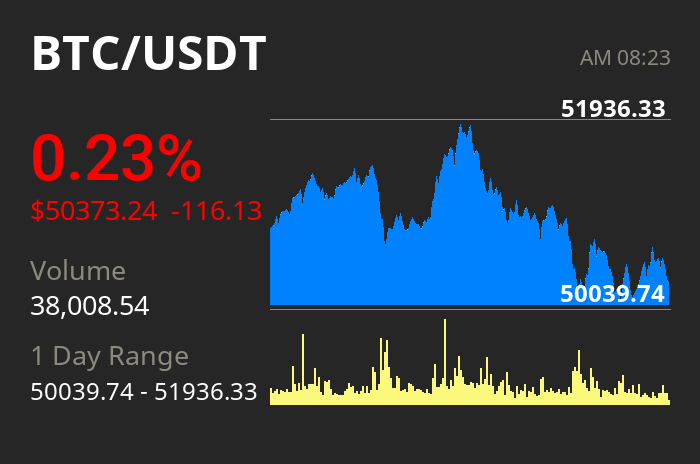 BTC/USDT
AM 08:23
51936.33
0.23%
$50373.24 -116.13
Volume
38,008.54
50039.74
1 Day Range
50039.74 - 51936.33